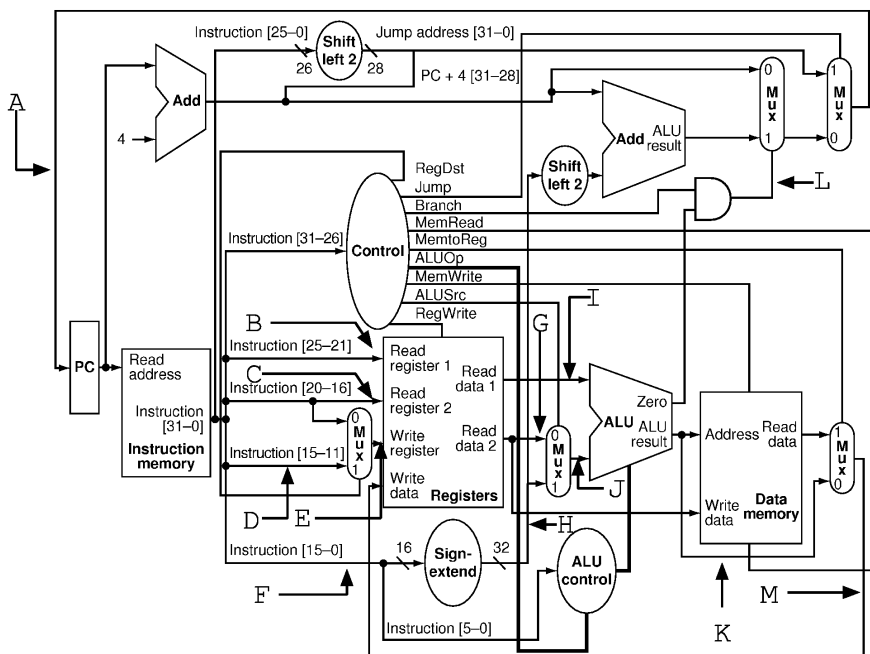 Instruction [25–0]
Jump address [31–0]
Shift
left 2
26
28
PC + 4 [31–28]
A
Add
4
0
M
u
x
1
1
M
u
x
0
Add
ALU
result
Shift
left 2
L
RegDst
Jump
Branch
MemRead
MemtoReg
ALUOp
MemWrite
ALUSrc
RegWrite
Control
Instruction [31–26]
B
G
I
PC
Read
address
Instruction
[31–0]
Instruction
memory
Instruction [25–21]
C
Instruction [20–16]
0
M
u
x
1
Instruction [15–11]
D
E
Read
register 1
Read
register 2
Write
register
Write
data
Read
data 1
Read
data 2
Registers
0
M
u
x
1
Zero
ALU
ALU
result
J
H
Address
Read
data
Write
data
Data
memory
1
M
u
x
0
Instruction [15–0]
F
16
Sign-
extend
32
ALU
control
Instruction [5–0]
K
M